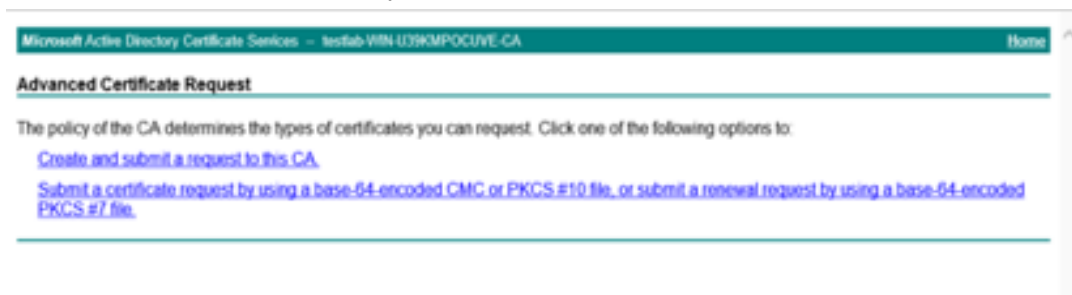 Microsoft Active Directory Certificate Services -- testlab-WIN-U39KMPOCUVE-CA Home
Advanced Certificate Request
The policy of the CA determines the types of certificates you can request. Click one of the following options to:
Create and submit a request to this CA.
Submit a certificate request by using a base-64-encoded CMC or PKCS #10 file, or submit a renewal request by using a base-64-encoded
PKCS #7 file.